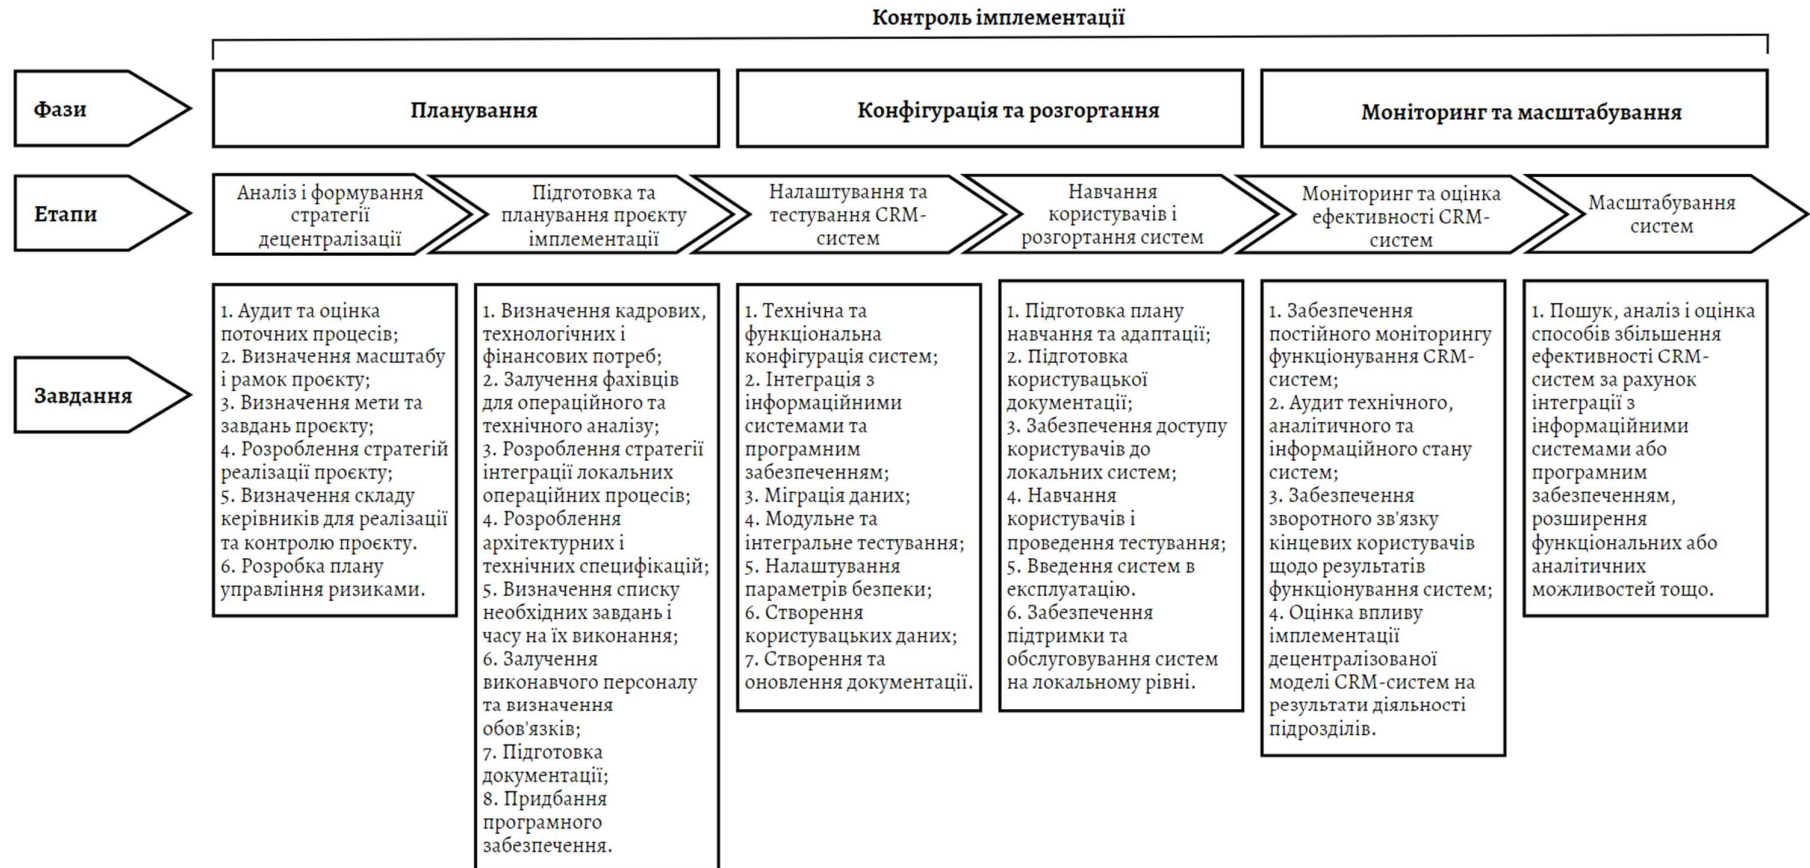 Контроль імплементації
Фази
Планування
Конфігурація та розгортання
Моніторинг та масштабування
Етапи
Аналіз і формування
стратегії
децентралізації
Підготовка та
планування проєкту
імплементації
Налаштування та
тестування CRM-
систем
Навчання
користувачів і
розгортання систем
Моніторинг та оцінка
ефективності CRM-
систем
Масштабування
систем
Завдання
1. Аудит та оцінка
поточних процесів;
2. Визначення масштабу
і рамок проєкту;
3. Визначення мети та
завдань проєкту;
4. Розроблення стратегій
реалізації проєкту;
5. Визначення складу
керівників для реалізації
та контролю проєкту.
6. Розробка плану
управління ризиками.
1. Визначення кадрових,
технологічних і
фінансових потреб;
2. Залучення фахівців
для операційного та
технічного аналізу;
3. Розроблення стратегії
інтеграції локальних
операційних процесів;
4. Розроблення
архітектурних і
технічних специфікацій;
5. Визначення списку
необхідних завдань і
часу на їх виконання;
6. Залучення
виконавчого персоналу
та визначення
обов'язків;
7. Підготовка
документації;
8. Придбання
програмного
забезпечення.
1. Технічна та
функціональна
конфігурація систем;
2. Інтеграція з
інформаційними
системами та
програмним
забезпеченням;
3. Міграція даних;
4. Модульне та
інтегральне тестування;
5. Налаштування
параметрів безпеки;
6. Створення
користувацьких даних;
7. Створення та
оновлення документації.
1. Підготовка плану
навчання та адаптації;
2. Підготовка
користувацької
документації;
3. Забезпечення доступу
користувачів до
локальних систем;
4. Навчання
користувачів і
проведення тестування;
5. Введення систем в
експлуатацію.
6. Забезпечення
підтримки та
обслуговування систем
на локальному рівні.
1. Забезпечення
постійного моніторингу
функціонування CRM-
систем;
2. Аудит технічного,
аналітичного та
інформаційного стану
систем;
3. Забезпечення
зворотного зв'язку
кінцевих користувачів
щодо результатів
функціонування систем;
4. Оцінка впливу
імплементації
децентралізованої
моделі CRM-систем на
результати діяльності
підрозділів.
1. Пошук, аналіз і оцінка
способів збільшення
ефективності CRM-
систем за рахунок
інтеграції з
інформаційними
системами або
програмним
забезпеченням,
розширення
функціональних або
аналітичних
можливостей тощо.